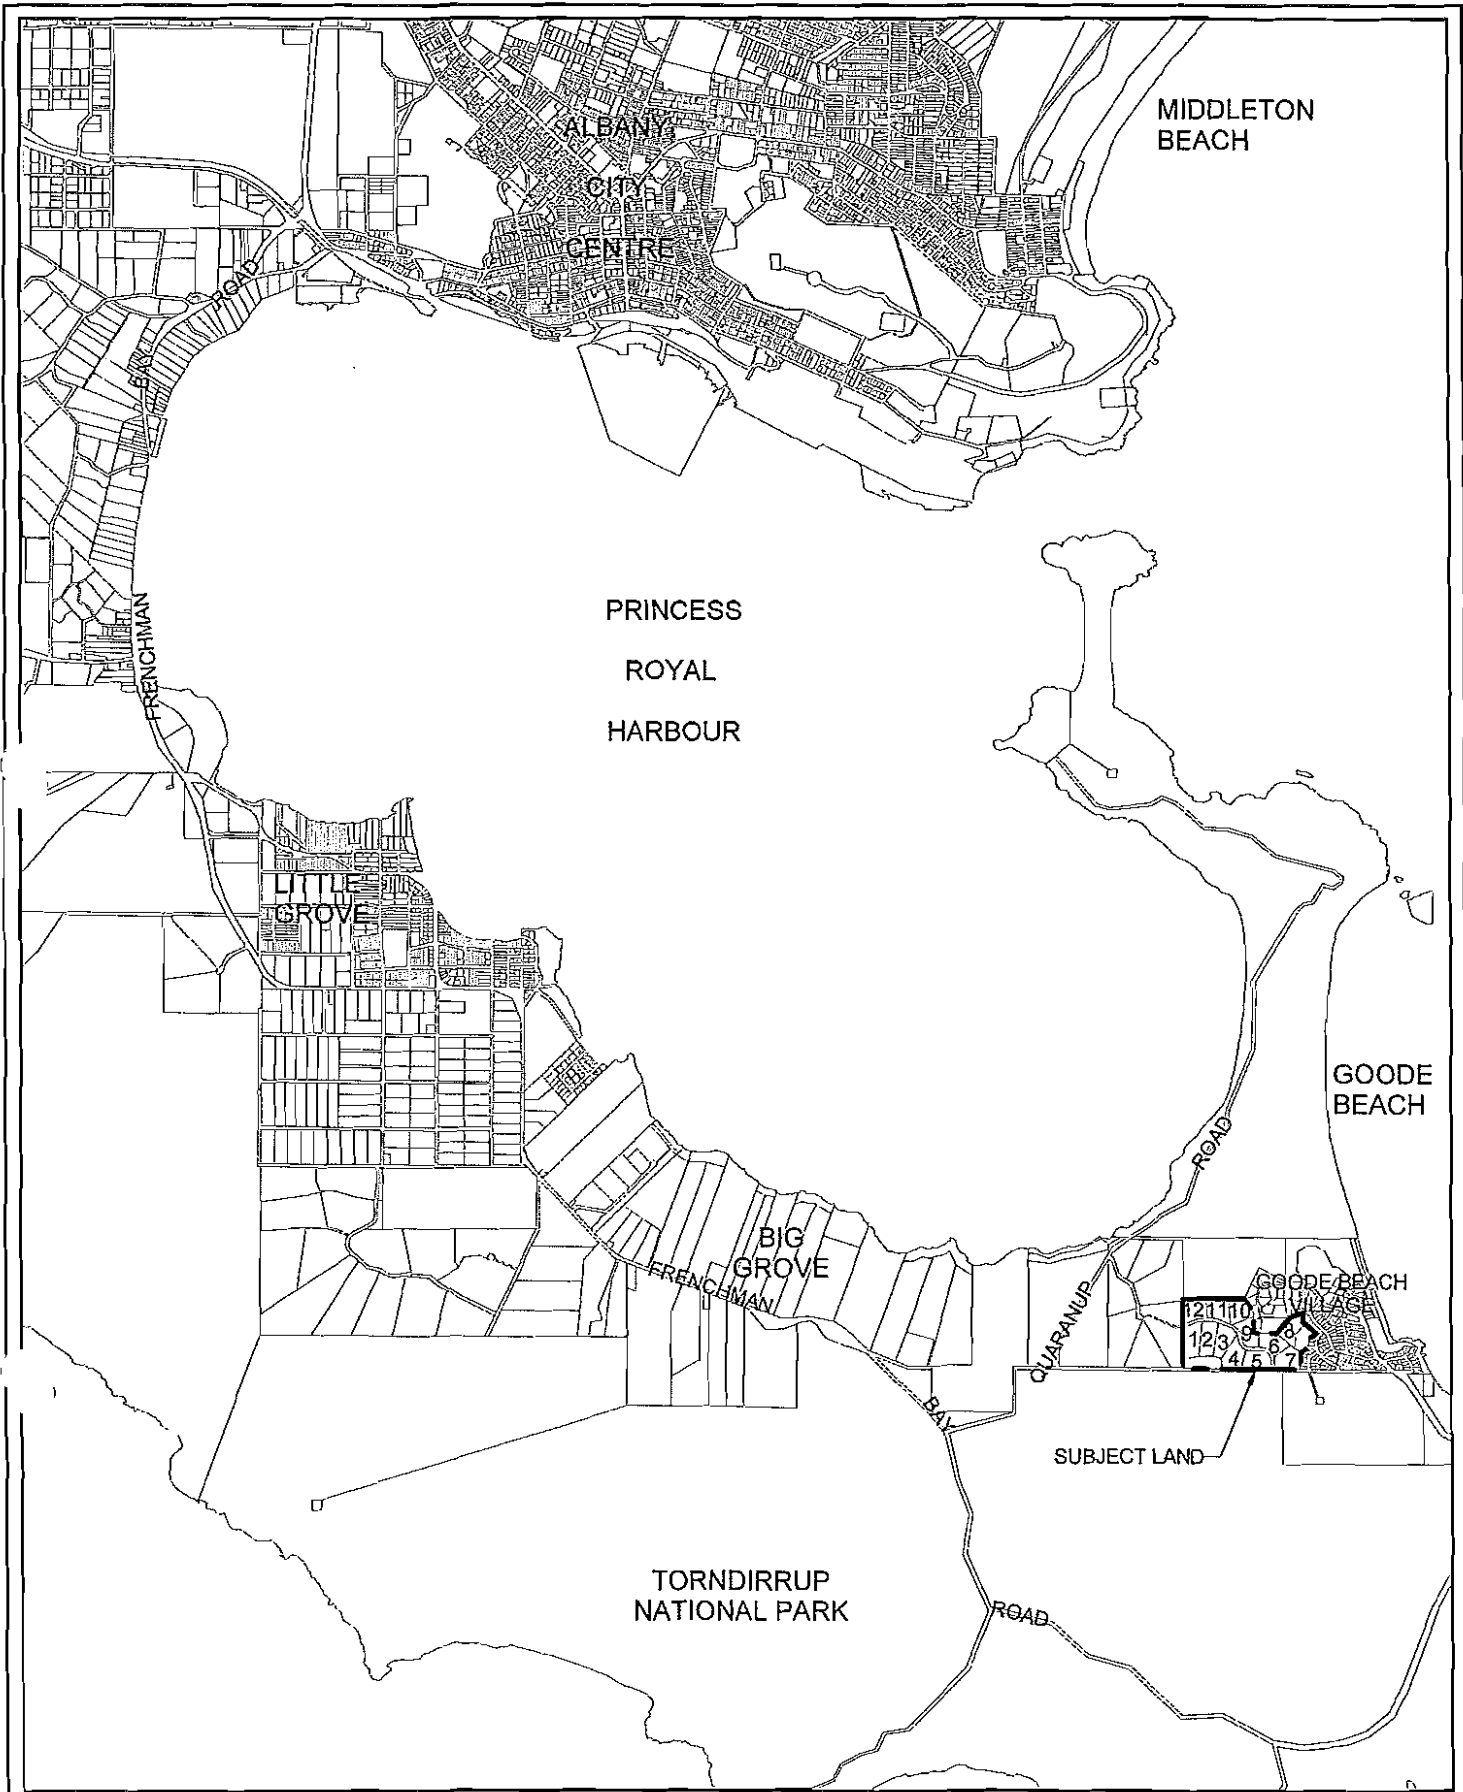 MIDDLETON
BEACH
ALBANY
CITY
CENTRE
ROAD
BAY
FRENCHMAN
PRINCESS
ROYAL
HARBOUR
LITTLE
GROVE
GOODE
BEACH
ROAD
BIG
GROVE
FRENCHMAN
QUARANUP
GOODE BEACH
VILLAGE
12 11 10
1 2 3 9 6 8
4 5 7
BAY
SUBJECT LAND
TORNDIRRUP
NATIONAL PARK
ROAD